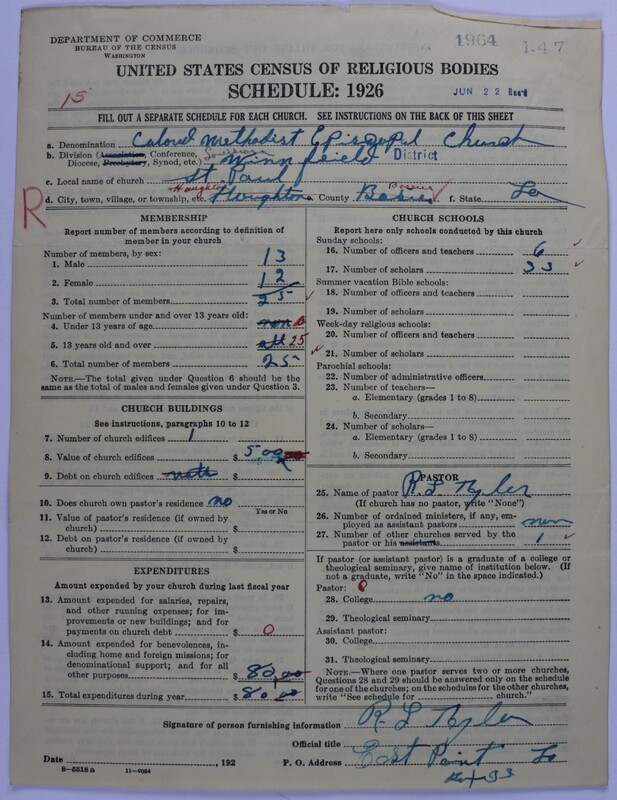 DEPARTMENT OF COMMERCE
BUREAU OF THE CENSUS
WASHINGTON
1964
147
UNITED STATES CENSUS OF RELIGIOUS BODIES
SCHEDULE: 1926
JUN 22 Rec'd
15
FILL OUT A SEPARATE SCHEDULE FOR EACH CHURCH. SEE INSTRUCTIONS ON THE BACK OF THIS SHEET
a. Denomination Colored Methodist Episcopal Church
b. Division (Association, Conference, Diocese, Presbytery, Synod, etc.) Louisiana Winnfield District
c. Local name of church St Paul
d. City, town, village, or township, etc. Haughton Houghton County Bossier f. State La
R
MEMBERSHIP
Report number of members according to definition of member in your church
Number of members, by sex:
1. Male 13
2. Female 12
3. Total number of members 25
Number of members under and over 13 years old:
4. Under 13 years of age none 0
5. 13 years old and over all 25
6. Total number of members 25
NOTE.—The total given under Question 6 should be the same as the total of males and females given under Question 3.
CHURCH BUILDINGS
See instructions, paragraphs 10 to 12
7. Number of church edifices 1
8. Value of church edifices $ 500
9. Debt on church edifices $
10. Does church own pastor's residence no
Yes or No
11. Value of pastor's residence (if owned by church) $
12. Debt on pastor's residence (if owned by church) $
EXPENDITURES
Amount expended by your church during last fiscal year
13. Amount expended for salaries, repairs, and other running expenses; for improvements or new buildings; and for payments on church debt $ 0
14. Amount expended for benevolences, including home and foreign missions; for denominational support; and for all other purposes $ 80.00
15. Total expenditures during year $ 80.00
CHURCH SCHOOLS
Report here only schools conducted by this church
Sunday schools:
16. Number of officers and teachers 6
17. Number of scholars 33
Summer vacation Bible schools:
18. Number of officers and teachers
19. Number of scholars
Week-day religious schools:
20. Number of officers and teachers
21. Number of scholars
Parochial schools:
22. Number of administrative officers
23. Number of teachers—
a. Elementary (grades 1 to 8)
b. Secondary
24. Number of scholars—
a. Elementary (grades 1 to 8)
b. Secondary
PASTOR
25. Name of pastor R. L. Tyler
(If church has no pastor, write "None")
26. Number of ordained ministers, if any, employed as assistant pastors none
27. Number of other churches served by the pastor or his assistants 1
If pastor (or assistant pastor) is a graduate of a college or theological seminary, give name of institution below. (If not a graduate, write "No" in the space indicated.)
Pastor: 0
28. College no
29. Theological seminary
Assistant pastor:
30. College
31. Theological seminary
NOTE.—Where one pastor serves two or more churches, Questions 28 and 29 should be answered only on the schedule for one of the churches; on the schedules for the other churches, write "See schedule for church."
Signature of person furnishing information R. L Tyler
Official title
Date , 192 P. O. Address East Point La
Box 33
8—5518 a 11—9084